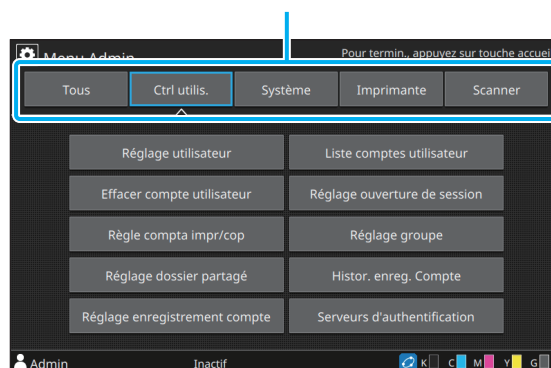 Menu Admin
Pour termin., appuyez sur touche accuei
Tous
Ctrl utilis.
Système
Imprimante
Scanner
Réglage utilisateur
Liste comptes utilisateur
Effacer compte utilisateur
Réglage ouverture de session
Règle compta impr/cop
Réglage groupe
Réglage dossier partagé
Histor. enreg. Compte
Réglage enregistrement compte
Serveurs d'authentification
Admin
Inactif
K C M Y G